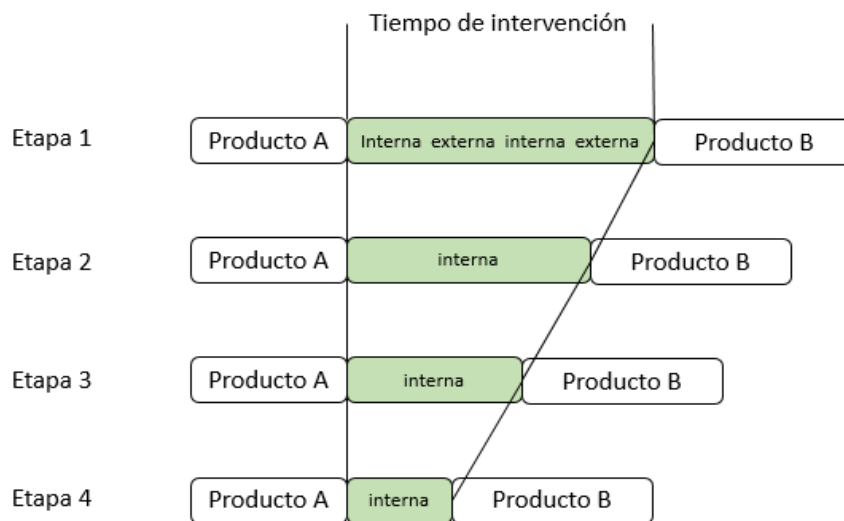 Tiempo de intervención
Etapa 1 Producto A Interna externa interna externa Producto B
Etapa 2 Producto A interna Producto B
Etapa 3 Producto A interna Producto B
Etapa 4 Producto A interna Producto B